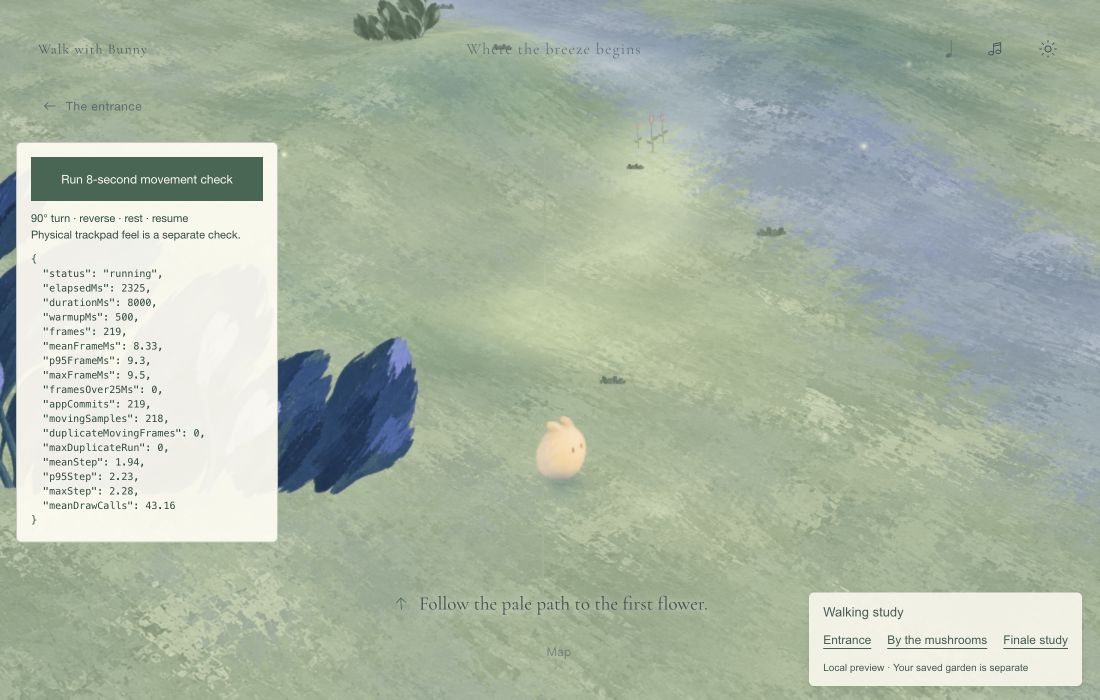 Walk with Bunny
Where the breeze begins
The entrance
Run 8-second movement check
90° turn · reverse · rest · resume
Physical trackpad feel is a separate check.
{
"status": "running",
"elapsedMs": 2325,
"durationMs": 8000,
"warmupMs": 500,
"frames": 219,
"meanFrameMs": 8.33,
"p95FrameMs": 9.3,
"maxFrameMs": 9.5,
"framesOver25Ms": 0,
"appCommits": 219,
"movingSamples": 218,
"duplicateMovingFrames": 0,
"maxDuplicateRun": 0,
"meanStep": 1.94,
"p95Step": 2.23,
"maxStep": 2.28,
"meanDrawCalls": 43.16
}
Follow the pale path to the first flower.
Map
Walking study
Entrance By the mushrooms Finale study
Local preview · Your saved garden is separate